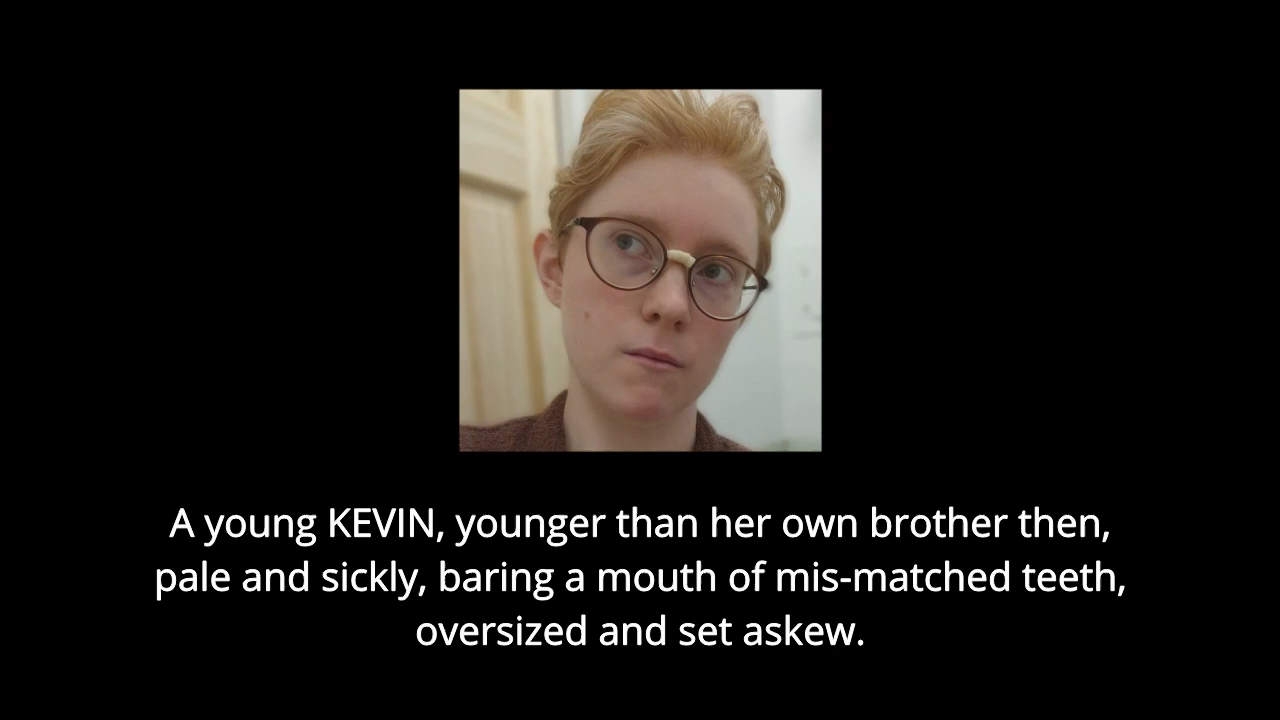 A young KEVIN, younger than her own brother then,
pale and sickly, baring a mouth of mis-matched teeth,
oversized and set askew.